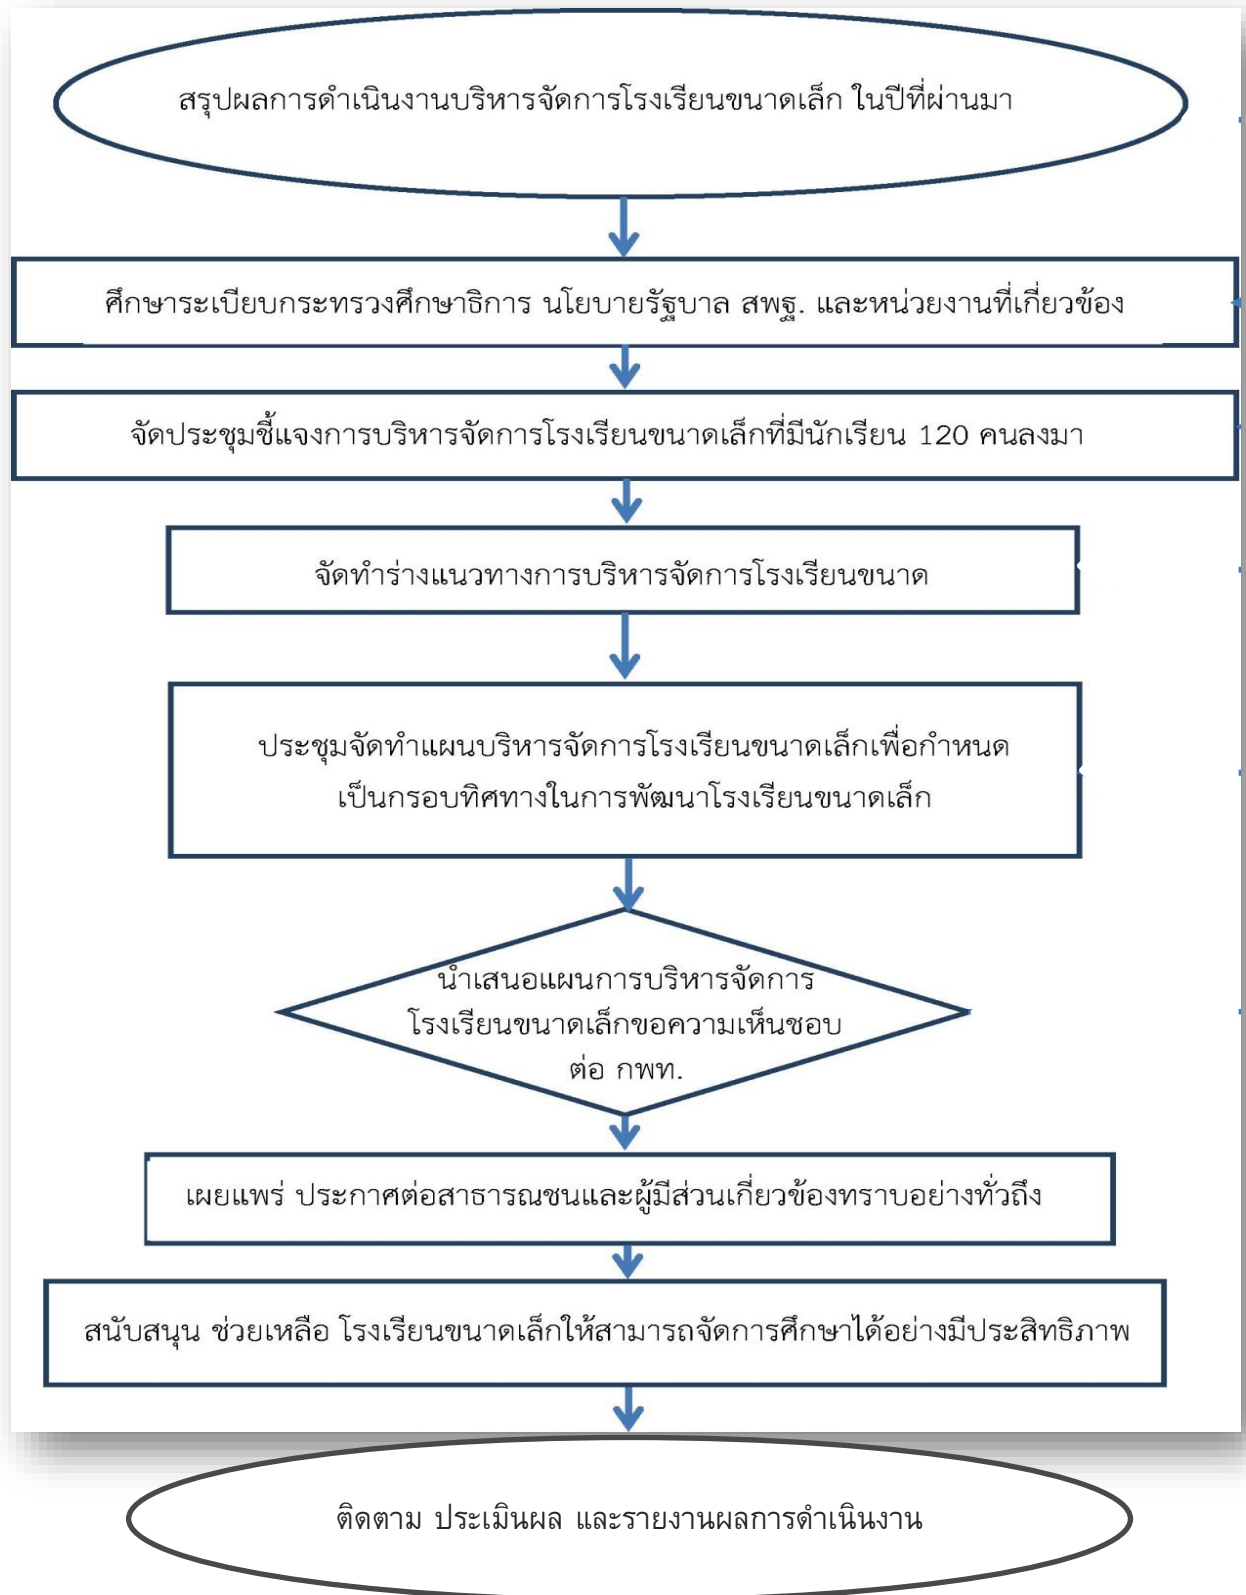 สรุปผลการดำเนินงานบริหารจัดการโรงเรียนขนาดเล็ก ในปีที่ผ่านมา
ศึกษาระเบียบกระทรวงศึกษาธิการ นโยบายรัฐบาล สพฐ. และหน่วยงานที่เกี่ยวข้อง
จัดประชุมชี้แจงการบริหารจัดการโรงเรียนขนาดเล็กที่มีนักเรียน 120 คนลงมา
จัดทำร่างแนวทางการบริหารจัดการโรงเรียนขนาด
ประชุมจัดทำแผนบริหารจัดการโรงเรียนขนาดเล็กเพื่อกำหนด
เป็นกรอบทิศทางในการพัฒนาโรงเรียนขนาดเล็ก
นำเสนอแผนการบริหารจัดการ
โรงเรียนขนาดเล็กขอความเห็นชอบ
ต่อ กพท.
เผยแพร่ ประกาศต่อสาธารณชนและผู้มีส่วนเกี่ยวข้องทราบอย่างทั่วถึง
สนับสนุน ช่วยเหลือ โรงเรียนขนาดเล็กให้สามารถจัดการศึกษาได้อย่างมีประสิทธิภาพ
ติดตาม ประเมินผล และรายงานผลการดำเนินงาน